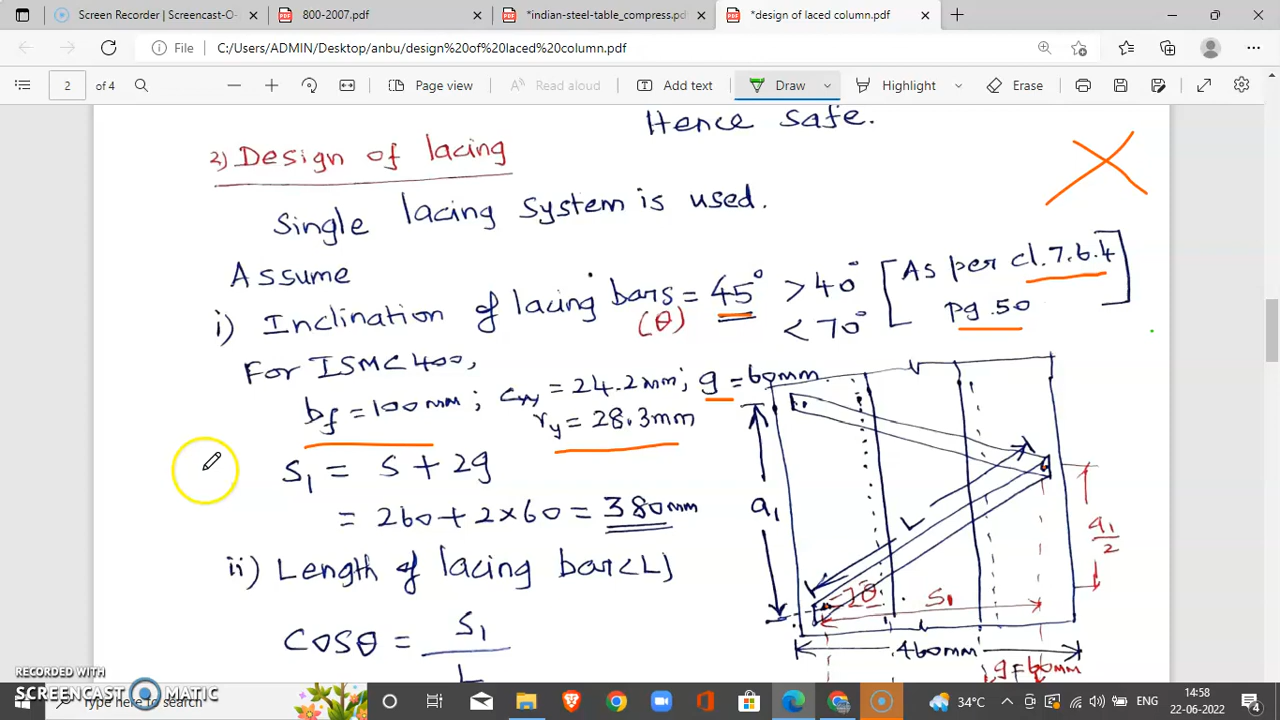 Screen Recorder | Screencast-O-
800-2007.pdf
*indian-steel-table_compress.pd
*design of laced column.pdf
File
C:/Users/ADMIN/Desktop/anbu/design%20of%20laced%20column.pdf
2
of 4
Page view
Read aloud
Add text
Draw
Highlight
Erase
Hence safe.
2) Design of lacing
Single lacing system is used.
Assume
i) Inclination of lacing bars = 45° > 40° [As per cl.7.6.4
(θ) < 70° pg.50]
For ISMC 400,
bf = 100 mm ; Cyy = 24.2mm; g = 60mm.
ry = 28.3mm
S1 = S + 2g
= 260 + 2×60 = 380mm
ii) Length of lacing bar (L)
cosθ = S1
L
a1
L
a1
2
θ
S1
460mm
g=60mm
RECORDED WITH
SCREENCAST MATIC
Type here to search
34°C
ENG
14:58
22-06-2022
4